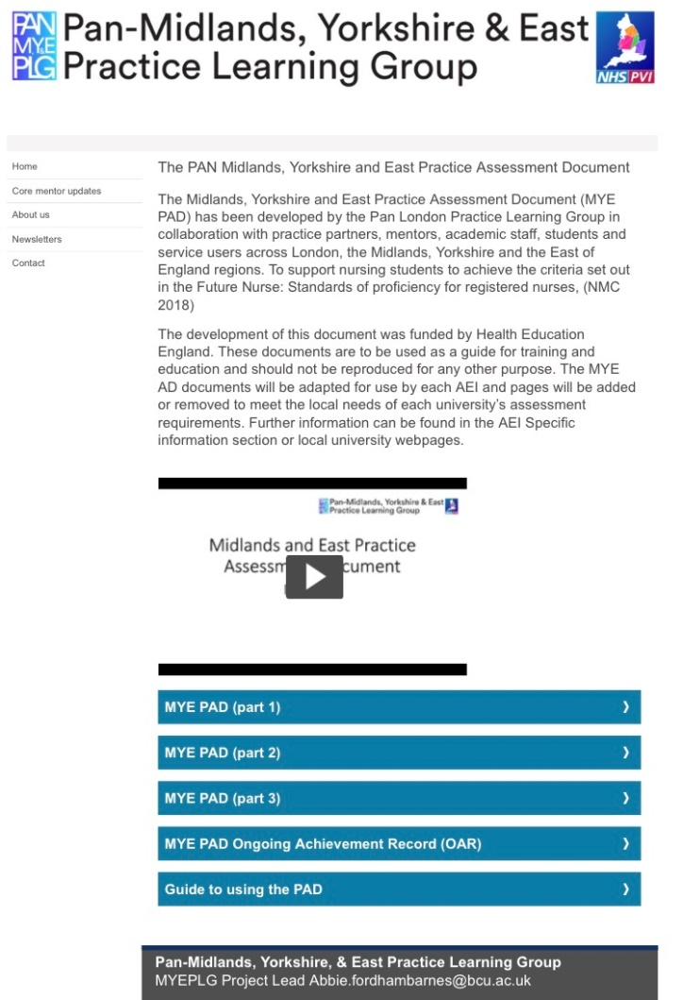 PAN
MYE
PLG
Pan-Midlands, Yorkshire & East
Practice Learning Group
NHS PVI
Home
Core mentor updates
About us
Newsletters
Contact
The PAN Midlands, Yorkshire and East Practice Assessment Document
The Midlands, Yorkshire and East Practice Assessment Document (MYE
PAD) has been developed by the Pan London Practice Learning Group in
collaboration with practice partners, mentors, academic staff, students and
service users across London, the Midlands, Yorkshire and the East of
England regions. To support nursing students to achieve the criteria set out
in the Future Nurse: Standards of proficiency for registered nurses, (NMC
2018)
The development of this document was funded by Health Education
England. These documents are to be used as a guide for training and
education and should not be reproduced for any other purpose. The MYE
AD documents will be adapted for use by each AEI and pages will be added
or removed to meet the local needs of each university's assessment
requirements. Further information can be found in the AEI Specific
information section or local university webpages.
Pan-Midlands, Yorkshire & East
Practice Learning Group
Midlands and East Practice
Assessm cument
MYE PAD (part 1)
MYE PAD (part 2)
MYE PAD (part 3)
MYE PAD Ongoing Achievement Record (OAR)
Guide to using the PAD
Pan-Midlands, Yorkshire, & East Practice Learning Group
MYEPLG Project Lead Abbie.fordhambarnes@bcu.ac.uk